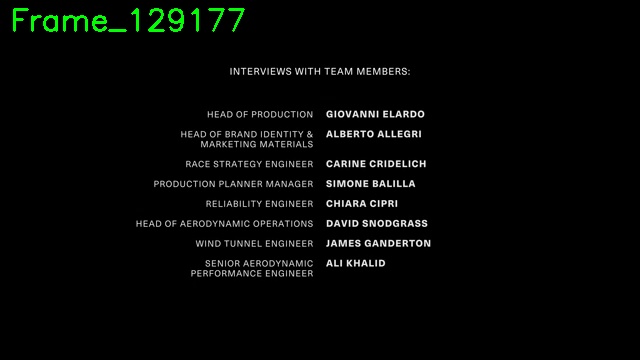 Frame_129177
INTERVIEWS WITH TEAM MEMBERS:
HEAD OF PRODUCTION GIOVANNI ELARDO
HEAD OF BRAND IDENTITY & ALBERTO ALLEGRI
MARKETING MATERIALS
RACE STRATEGY ENGINEER CARINE CRIDELICH
PRODUCTION PLANNER MANAGER SIMONE BALILLA
RELIABILITY ENGINEER CHIARA CIPRI
HEAD OF AERODYNAMIC OPERATIONS DAVID SNODGRASS
WIND TUNNEL ENGINEER JAMES GANDERTON
SENIOR AERODYNAMIC ALI KHALID
PERFORMANCE ENGINEER